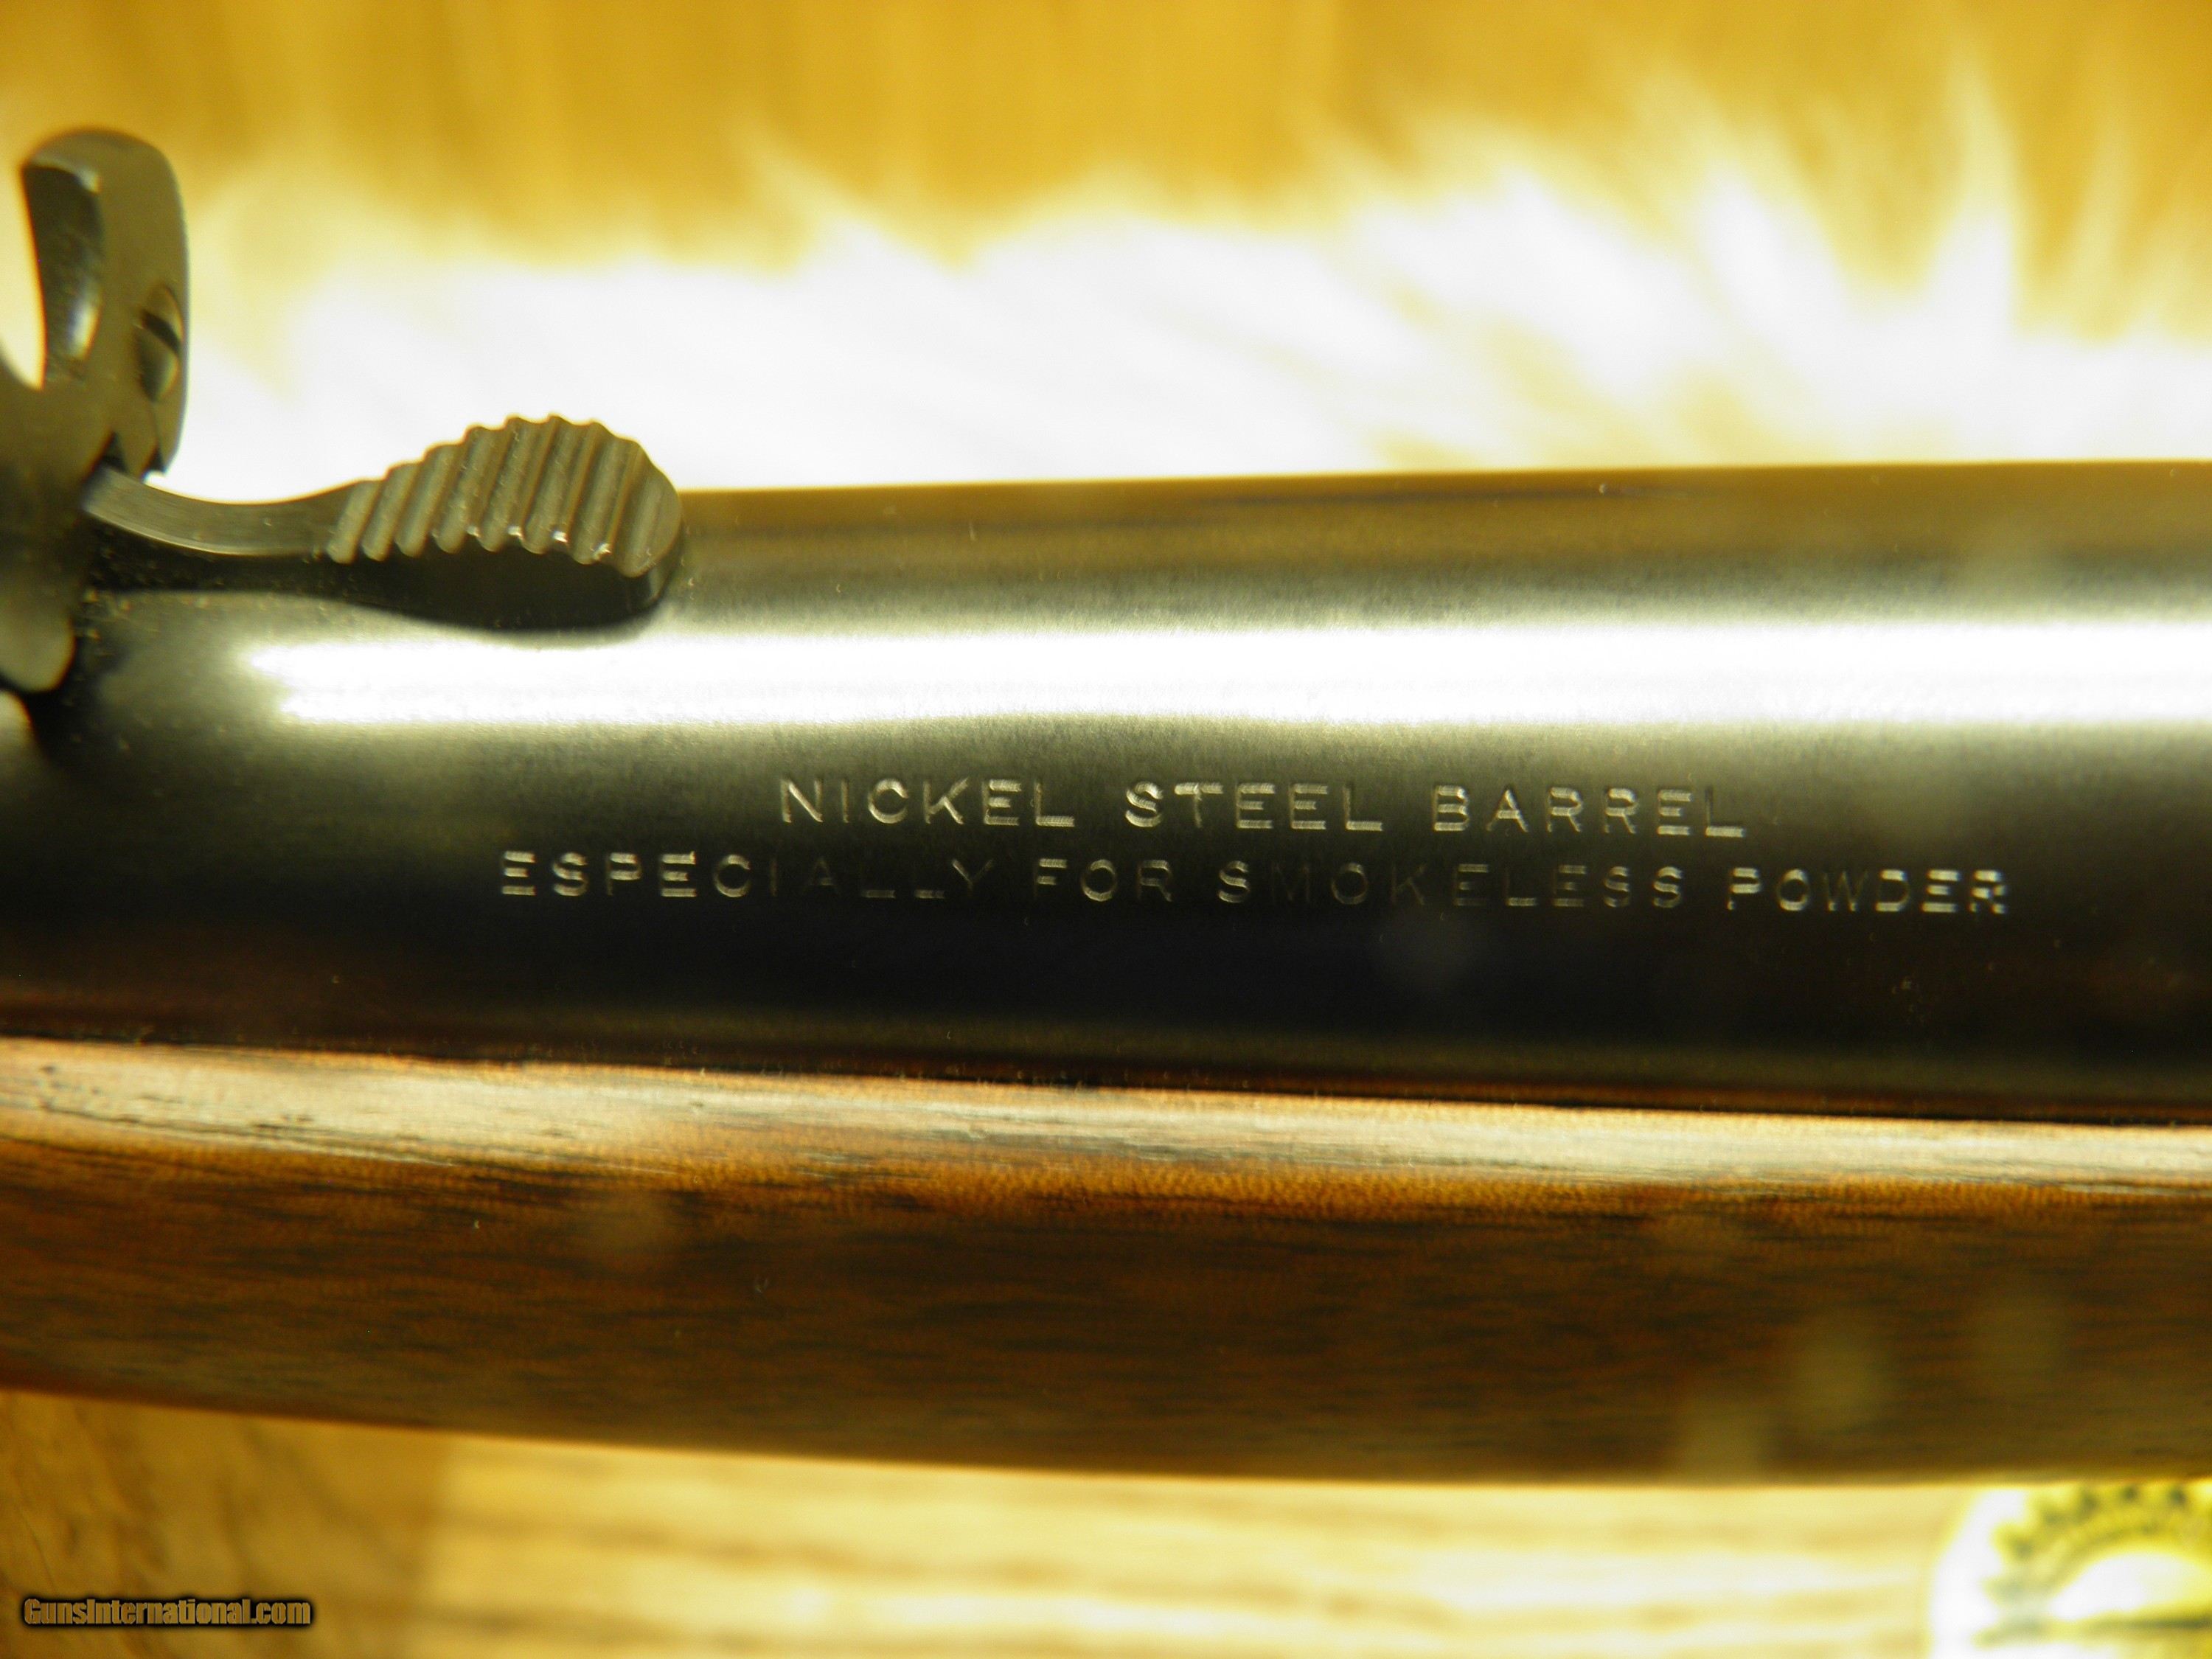 NICKEL STEEL BARREL
ESPECIALLY FOR SMOKELESS POWDER
GunsInternational.com